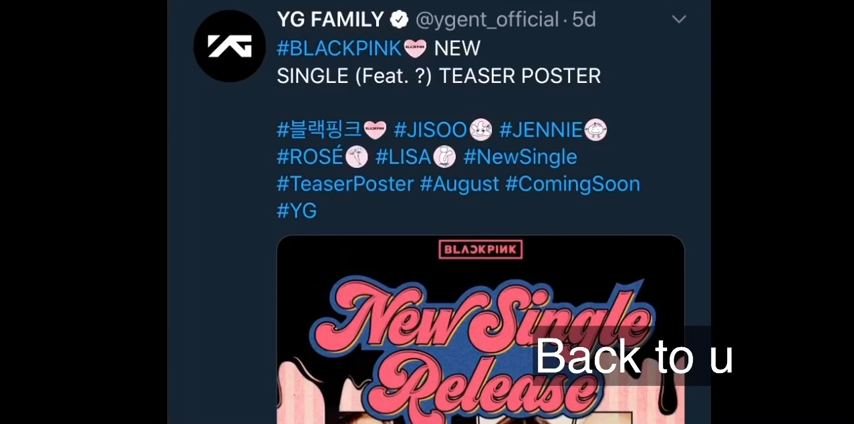 YG FAMILY @ygent_official · 5d
#BLACKPINK NEW
SINGLE (Feat. ?) TEASER POSTER
#블랙핑크 #JISOO #JENNIE
#ROSÉ #LISA #NewSingle
#TeaserPoster #August #ComingSoon
#YG
BLACKPINK
New Single
Release
Back to u